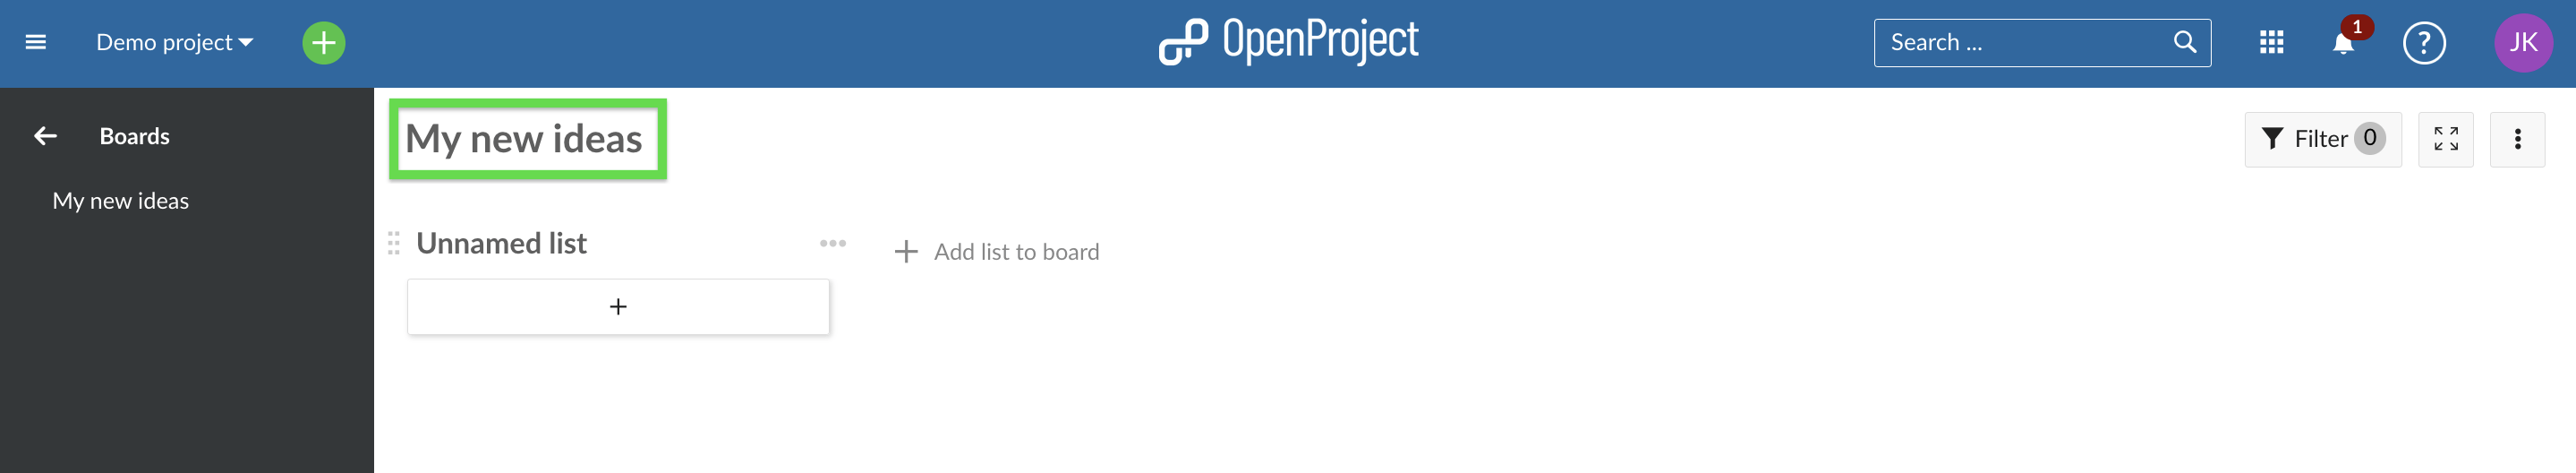 Demo project
OpenProject
Search ...
1
?
JK
Boards
My new ideas
My new ideas
Filter 0
Unnamed list
Add list to board